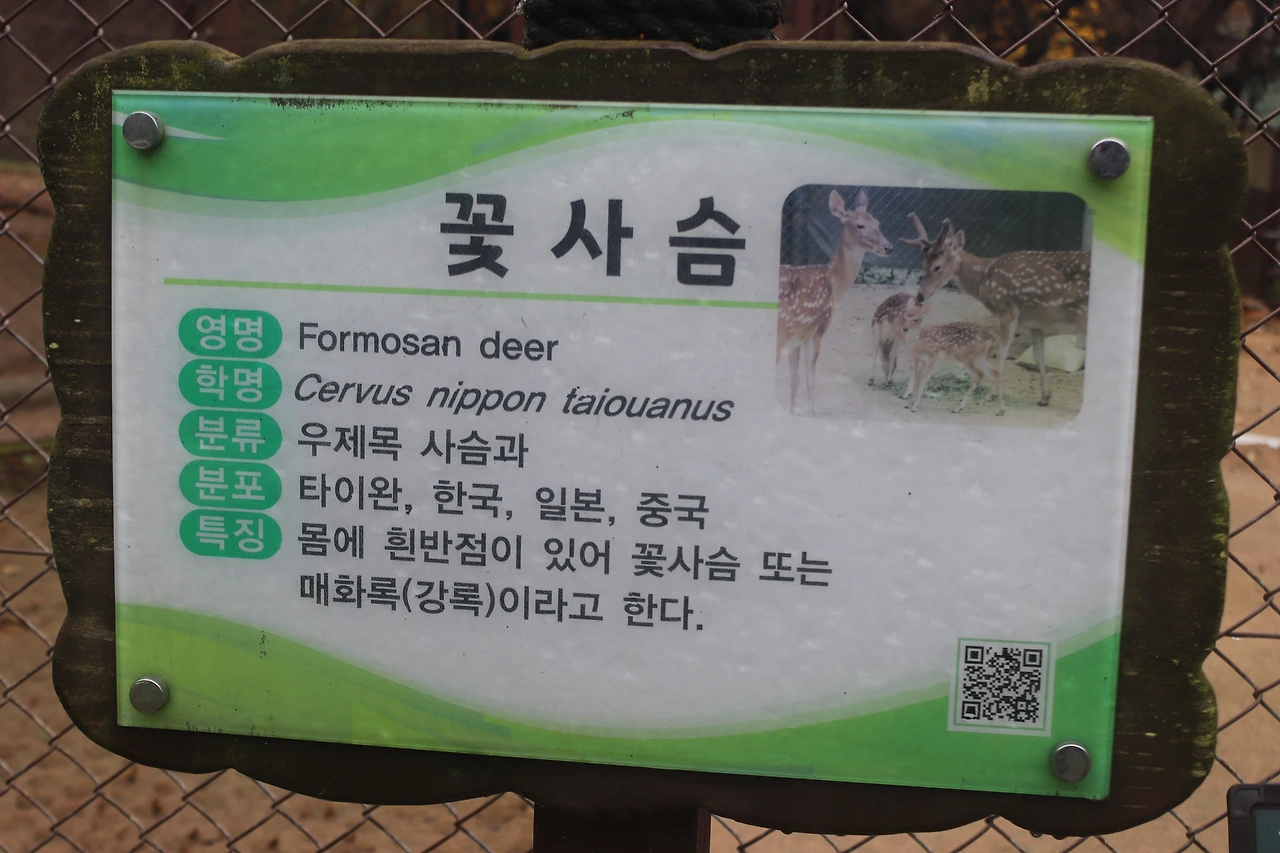 꽃사슴
영명 Formosan deer
학명 Cervus nippon taiouanus
분류 우제목 사슴과
분포 타이완, 한국, 일본, 중국
특징 몸에 흰반점이 있어 꽃사슴 또는
매화록(강록)이라고 한다.